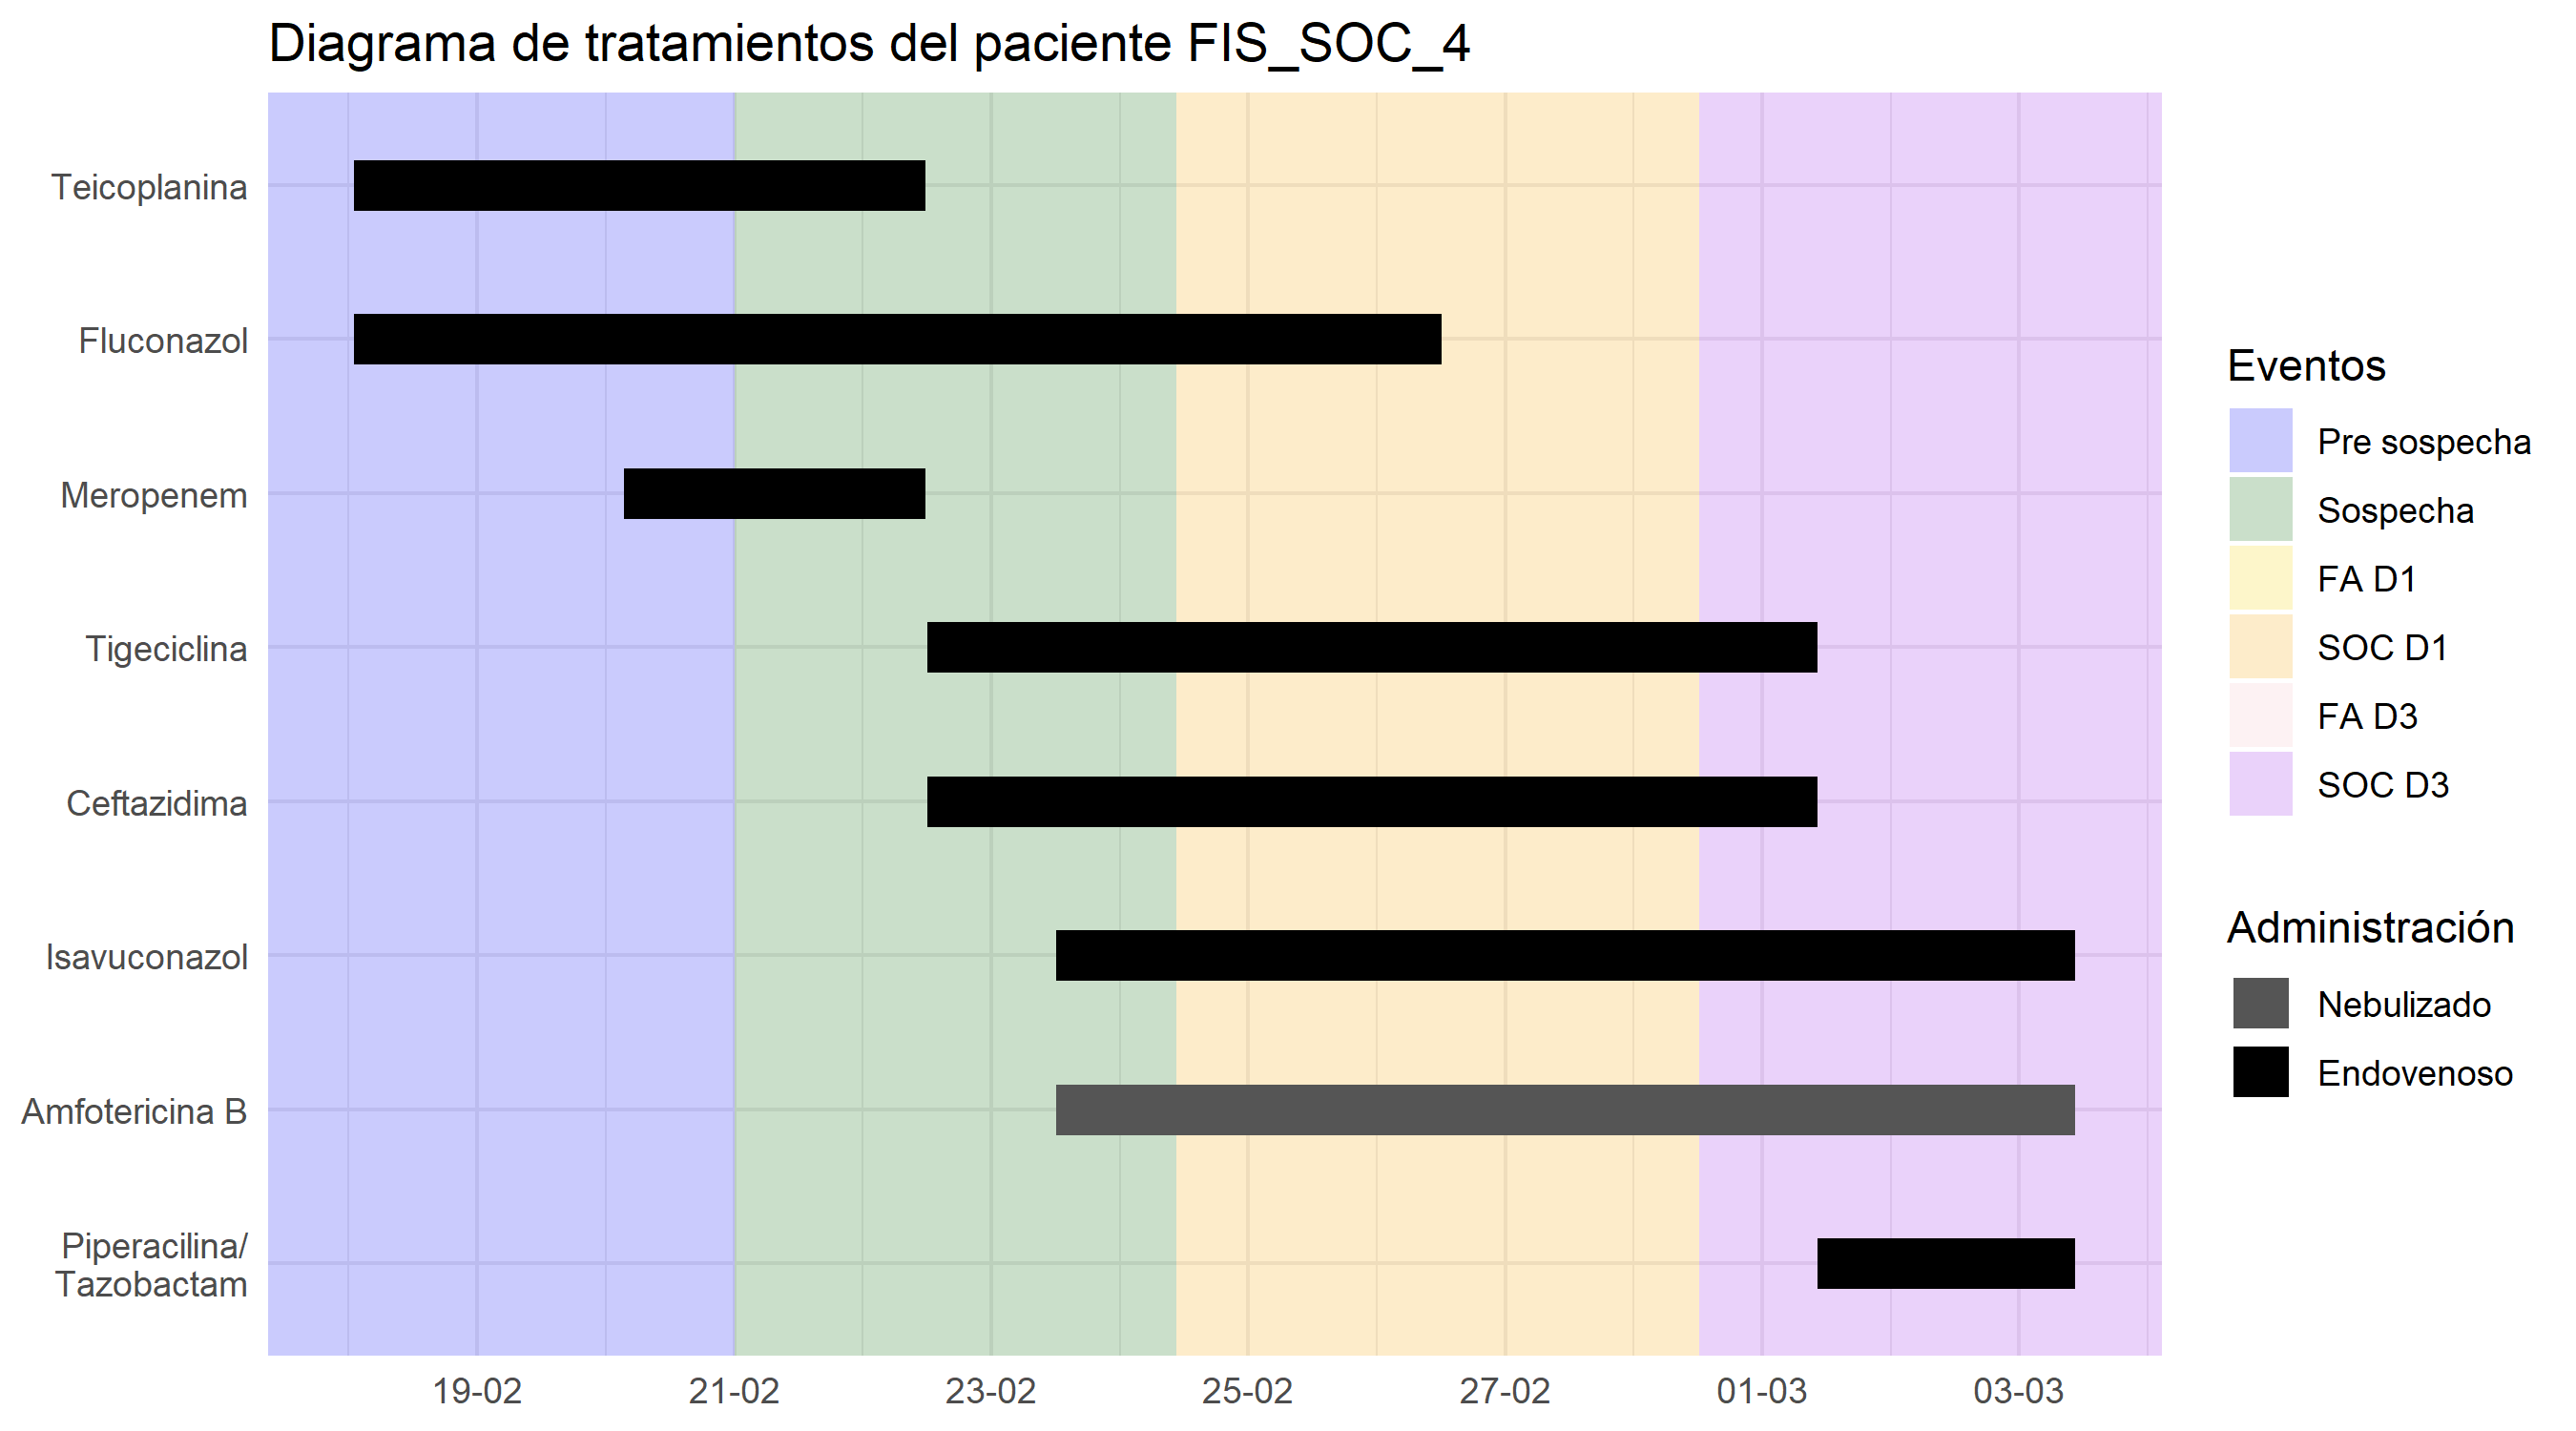 Diagrama de tratamientos del paciente FIS_SOC_4
Teicoplanina
Fluconazol
Meropenem
Tigeciclina
Ceftazidima
Isavuconazol
Amfotericina B
Piperacilina/
Tazobactam
19-02
21-02
23-02
25-02
27-02
01-03
03-03
Eventos
Pre sospecha
Sospecha
FA D1
SOC D1
FA D3
SOC D3
Administración
Nebulizado
Endovenoso